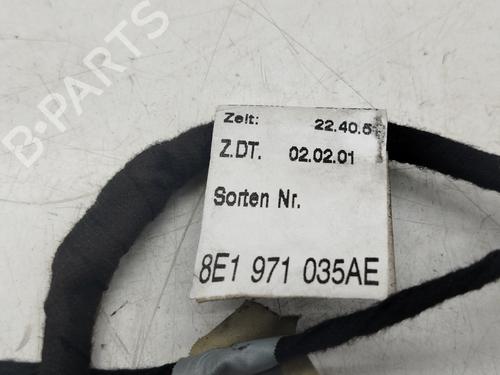 B-PARTS
Zeit: 22.40.5
Z.DT. 02.02.01
Sorten Nr.
8E1 971 035AE